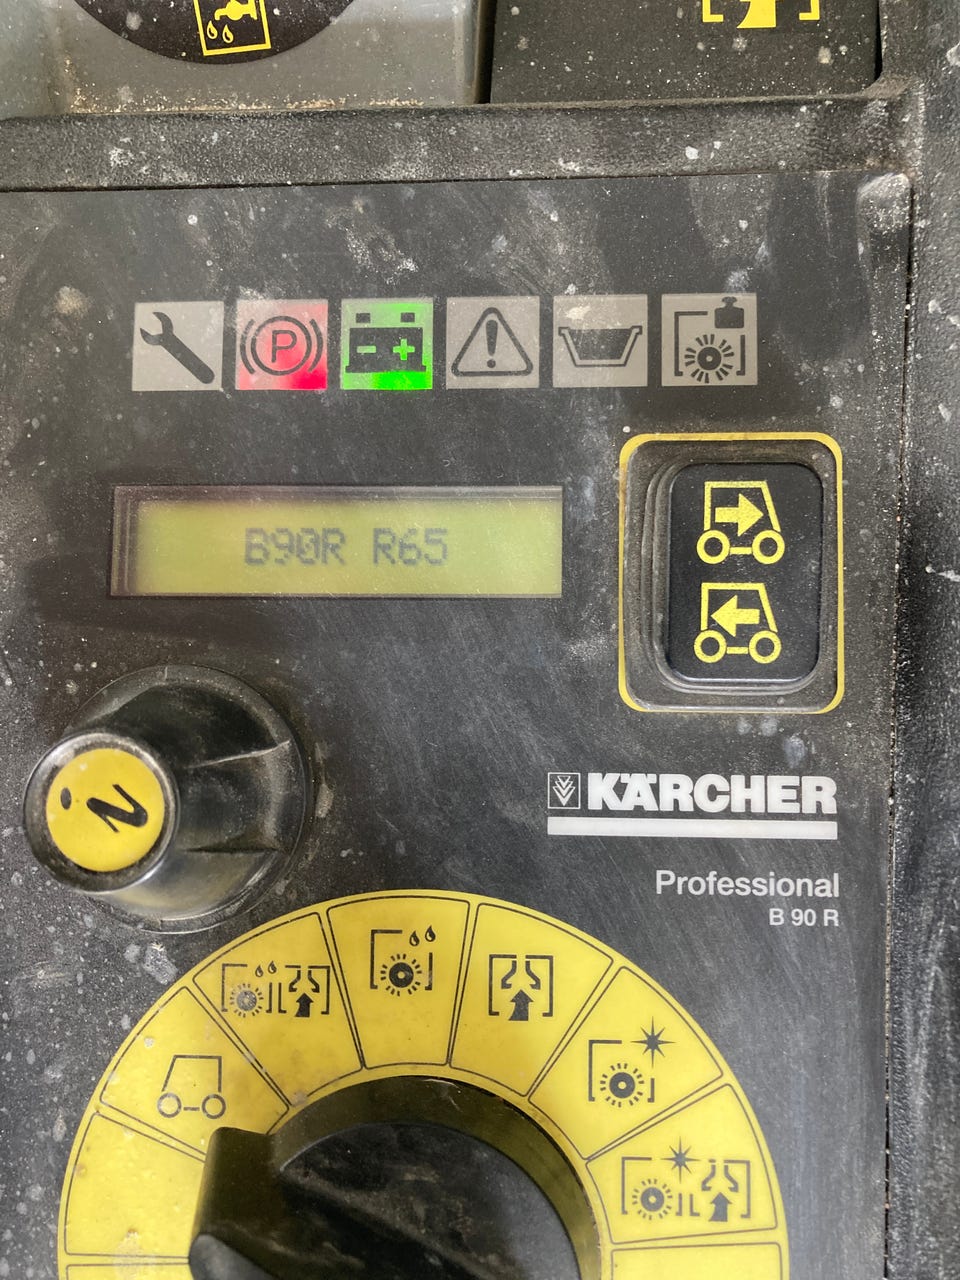 P
B90R R65
i
KÄRCHER
Professional
B 90 R